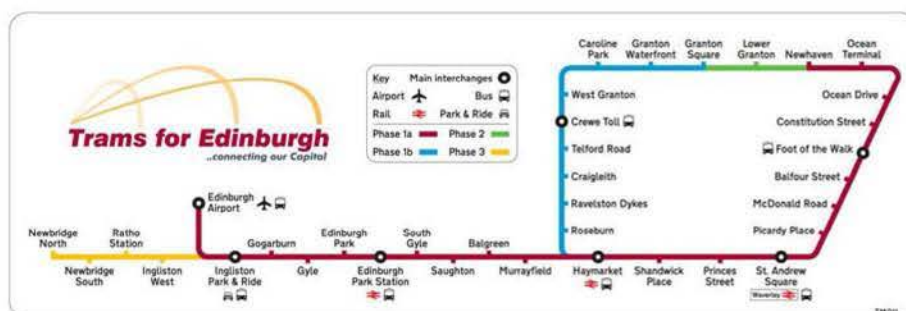 Trams for Edinburgh
..connecting our Capital
Key Main interchanges
Airport Bus
Rail Park & Ride
Phase 1a Phase 2
Phase 1b Phase 3
Caroline
Park
Granton
Waterfront
Granton
Square
Lower
Granton
Newhaven
Ocean
Terminal
West Granton
Crewe Toll
Telford Road
Craigleith
Ravelston Dykes
Roseburn
Ocean Drive
Constitution Street
Foot of the Walk
Balfour Street
McDonald Road
Picardy Place
Edinburgh
Airport
Newbridge
North
Ratho
Station
Gogarburn
Edinburgh
Park
South
Gyle
Balgreen
Newbridge
South
Ingliston
West
Ingliston
Park & Ride
Gyle
Edinburgh
Park Station
Saughton
Murrayfield
Haymarket
Shandwick
Place
Princes
Street
St. Andrew
Square
Waverley